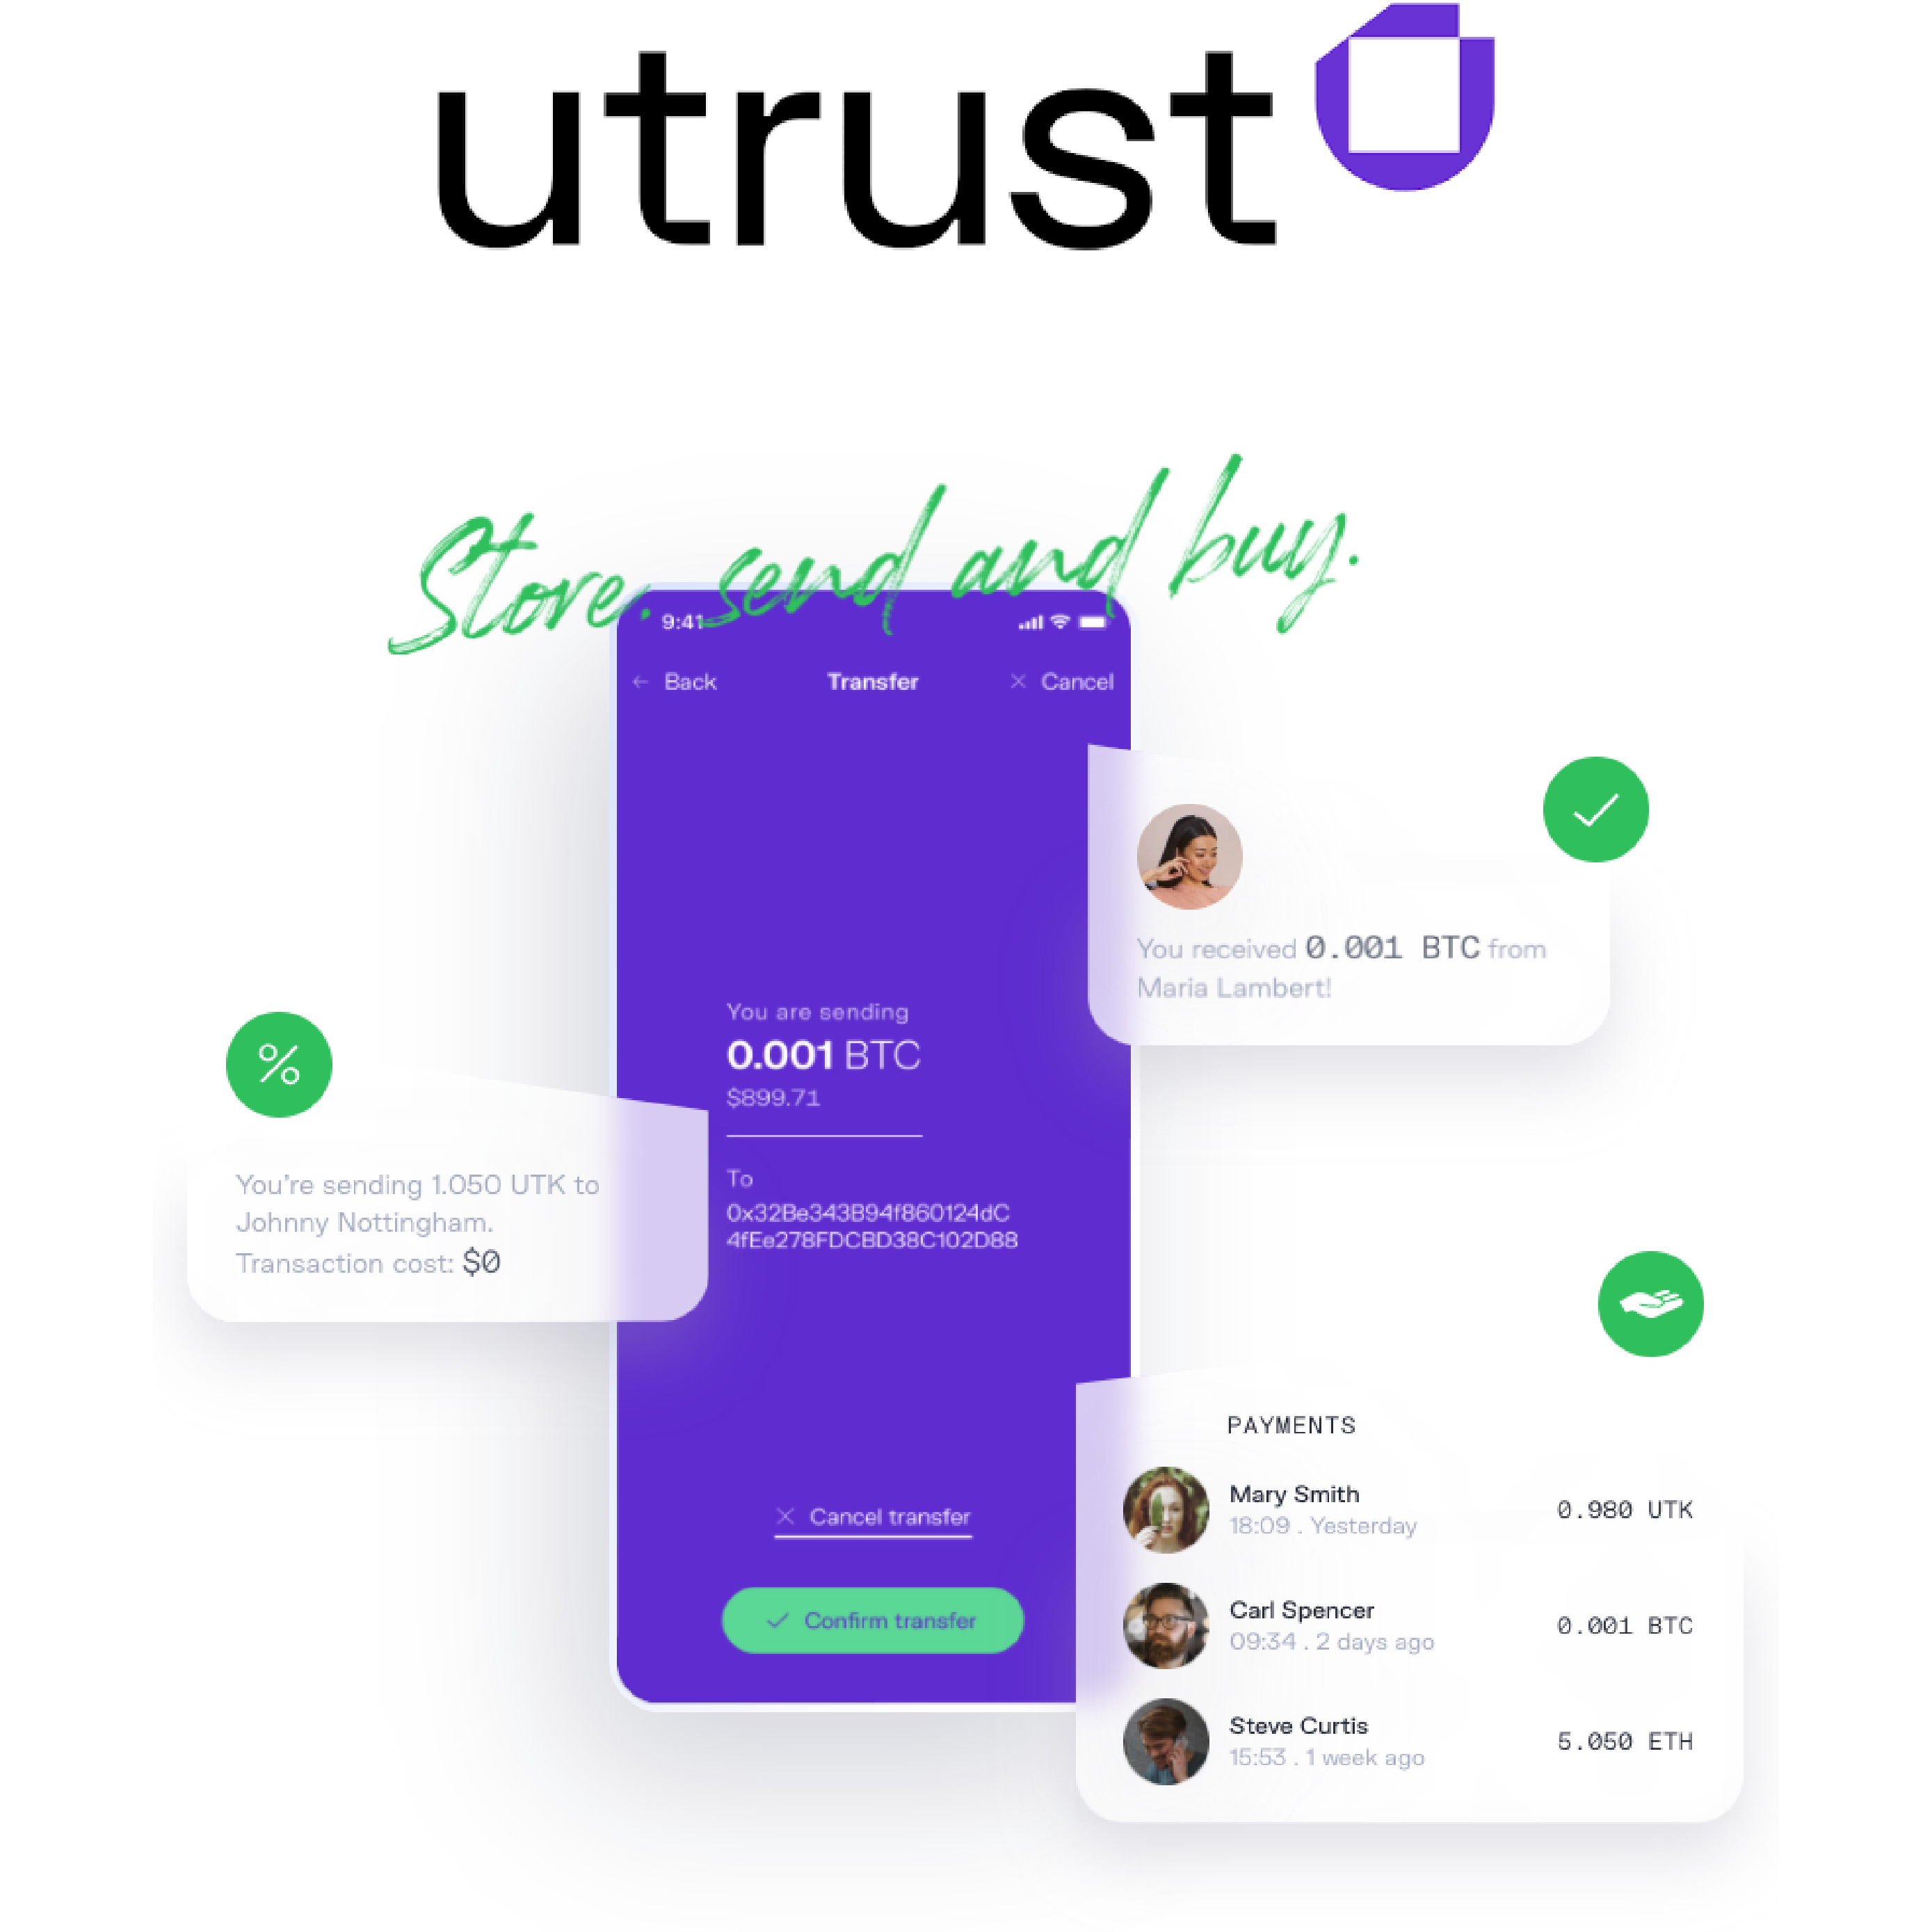 utrust
Store. send and buy.
9:41
← Back Transfer × Cancel
You received 0.001 BTC from
Maria Lambert!
You are sending
0.001 BTC
$899.71
To
0x32Be343B94f860124dC
4fEe278FDCBD38C102D88
%
You're sending 1.050 UTK to
Johnny Nottingham.
Transaction cost: $0
× Cancel transfer
✓ Confirm transfer
PAYMENTS
Mary Smith
18:09 . Yesterday
0.980 UTK
Carl Spencer
09:34 . 2 days ago
0.001 BTC
Steve Curtis
15:53 . 1 week ago
5.050 ETH